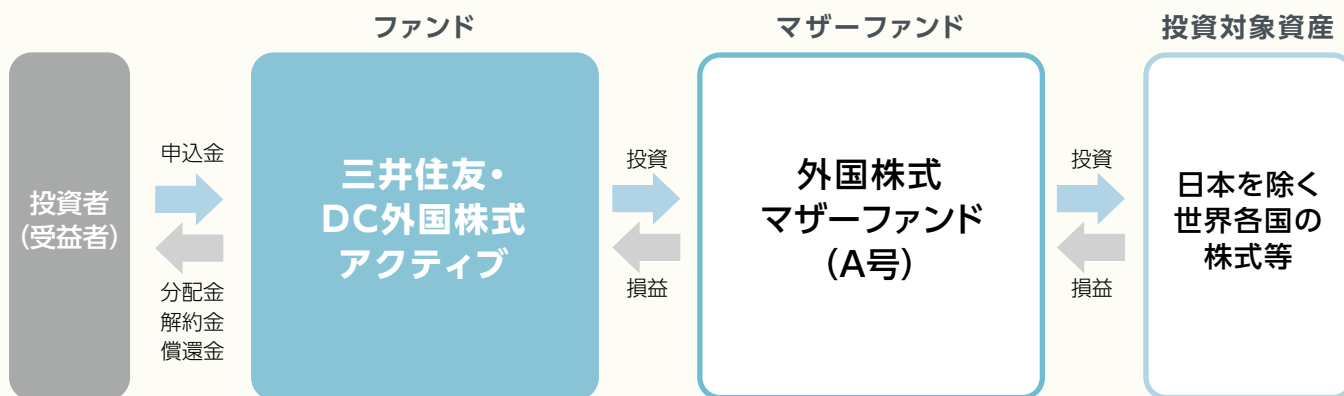 ファンド
マザーファンド
投資対象資産
投資者
(受益者)
申込金
分配金
解約金
償還金
三井住友・
DC外国株式
アクティブ
投資
損益
外国株式
マザーファンド
(A号)
投資
損益
日本を除く
世界各国の
株式等